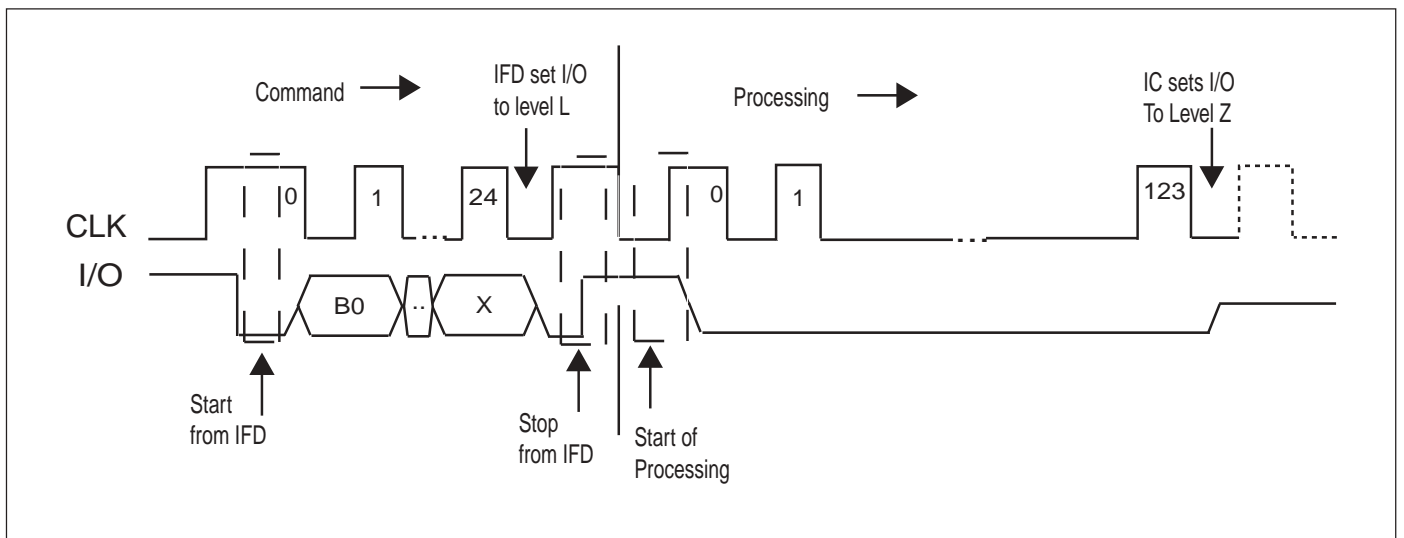 Command
IFD set I/O
to level L
Processing
IC sets I/O
To Level Z
CLK
0
1
24
0
1
123
I/O
B0
..
X
Start
from IFD
Stop
from IFD
Start of
Processing